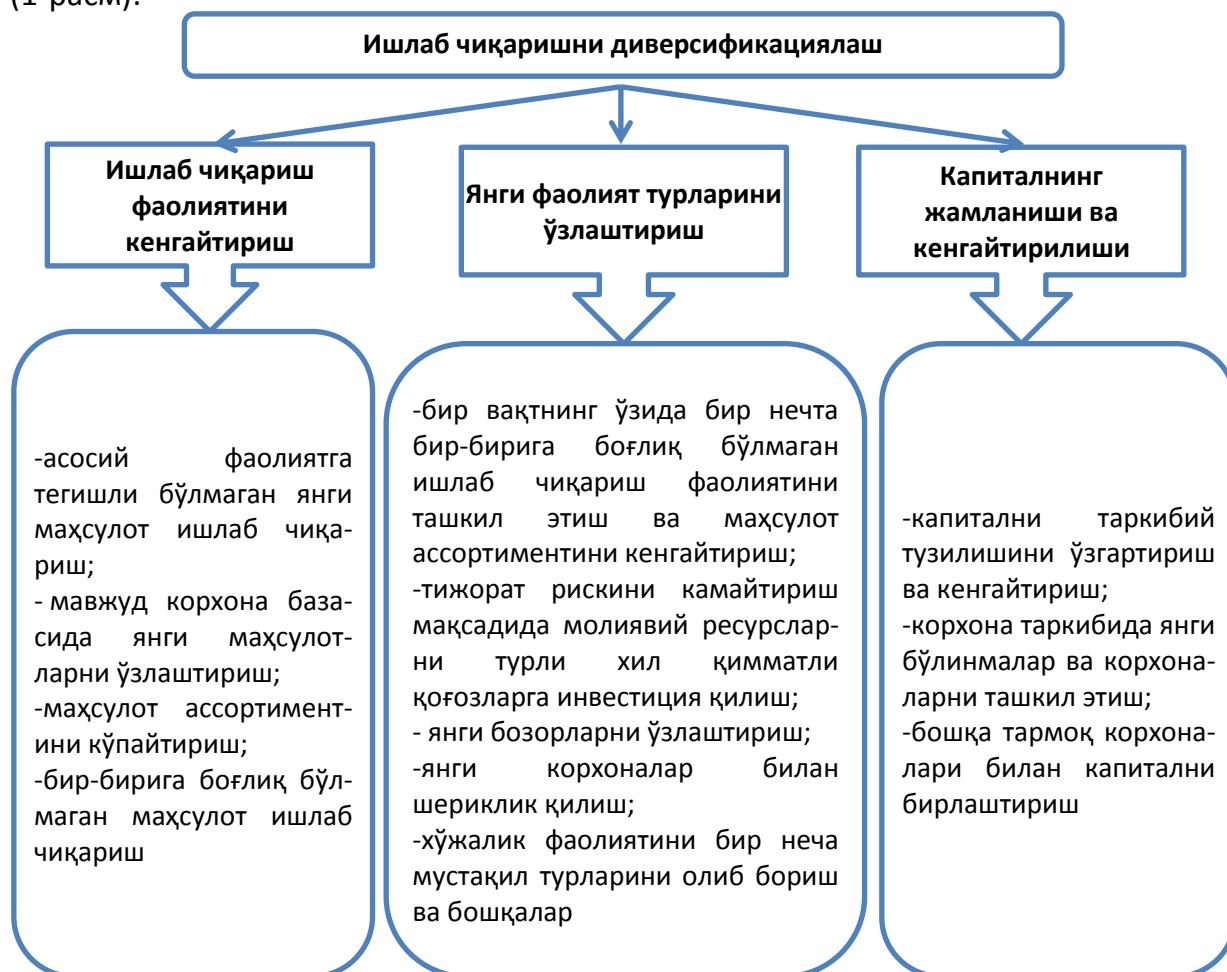 (1-расм).
Ишлаб чиқаришни диверсификациялаш
Ишлаб чиқариш
фаолиятини
кенгайтириш
Янги фаолият турларини
ўзлаштириш
Капиталнинг
жамланиши ва
кенгайтирилиши
-асосий фаолиятга
тегишли бўлмаган янги
маҳсулот ишлаб чиқа-
риш;
- мавжуд корхона база-
сида янги маҳсулот-
ларни ўзлаштириш;
-маҳсулот ассортимент-
ини кўпайтириш;
-бир-бирига боғлиқ бўл-
маган маҳсулот ишлаб
чиқариш
-бир вақтнинг ўзида бир нечта
бир-бирига боғлиқ бўлмаган
ишлаб чиқариш фаолиятини
ташкил этиш ва маҳсулот
ассортиментини кенгайтириш;
-тижорат рискини камайтириш
мақсадида молиявий ресурслар-
ни турли хил қимматли
қоғозларга инвестиция қилиш;
- янги бозорларни ўзлаштириш;
-янги корхоналар билан
шериклик қилиш;
-хўжалик фаолиятини бир неча
мустақил турларини олиб бориш
ва бошқалар
-капитални таркибий
тузилишини ўзгартириш
ва кенгайтириш;
-корхона таркибида янги
бўлинмалар ва корхона-
ларни ташкил этиш;
-бошқа тармоқ корхона-
лари билан капитални
бирлаштириш